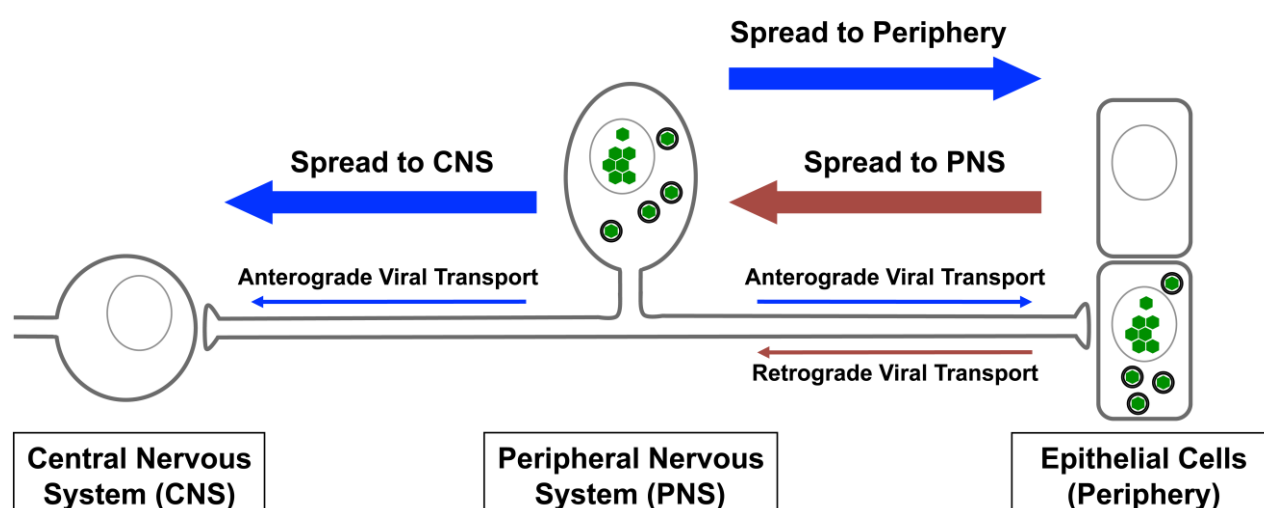 Spread to Periphery
Spread to CNS
Spread to PNS
Anterograde Viral Transport
Anterograde Viral Transport
Retrograde Viral Transport
Central Nervous
System (CNS)
Peripheral Nervous
System (PNS)
Epithelial Cells
(Periphery)